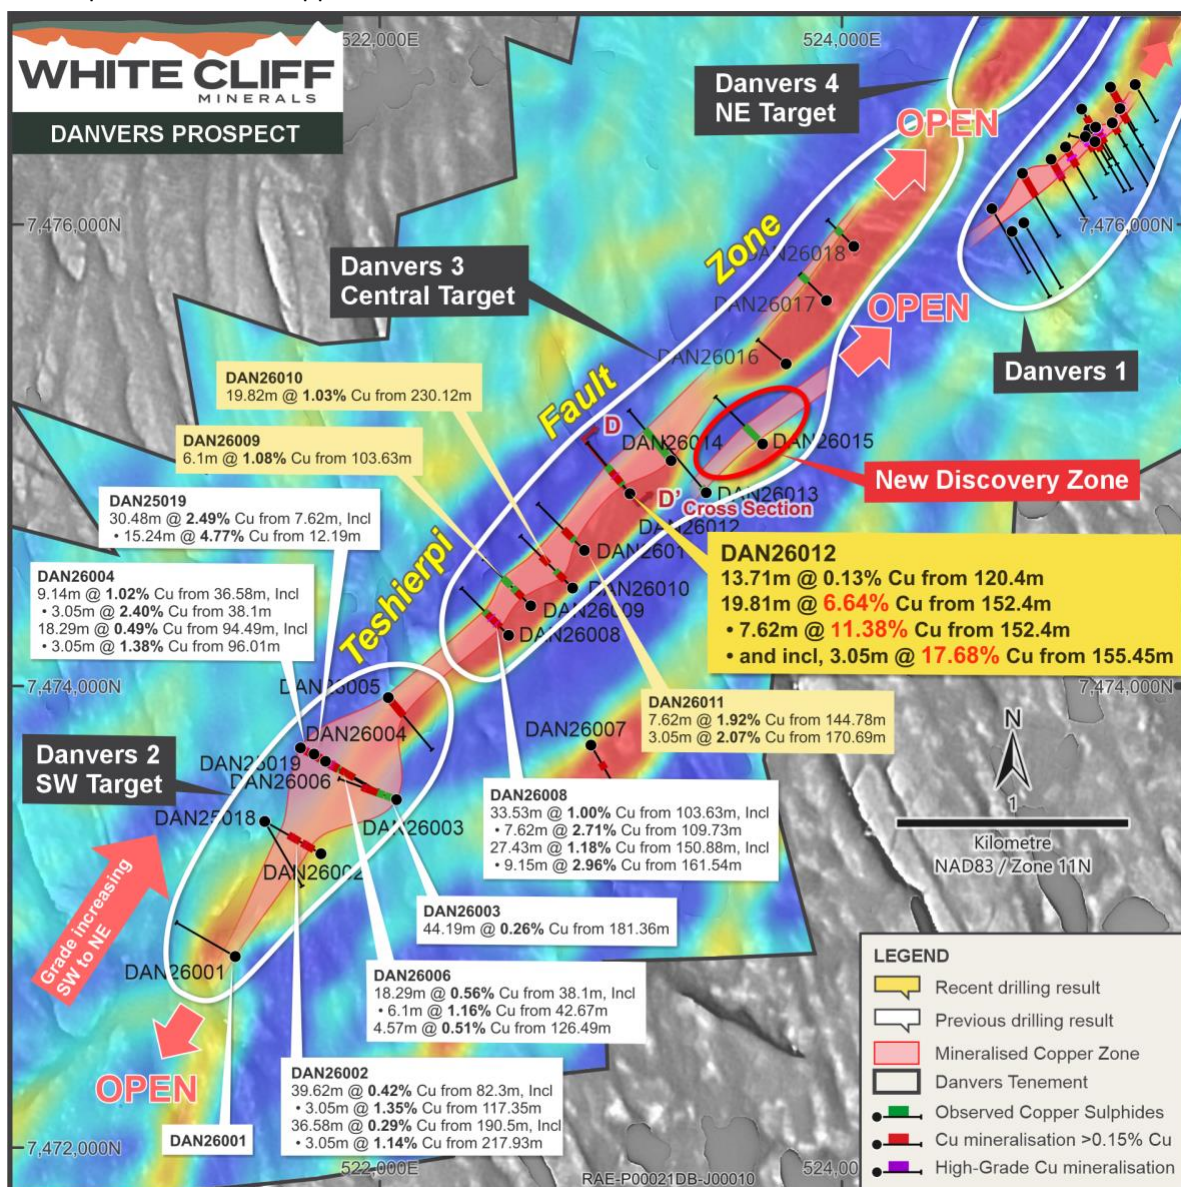 WHITE CLIFF
MINERALS
DANVERS PROSPECT
522,000E
524,000E
Danvers 4
NE Target
OPEN
7,476,000N
7,476,000N
Danvers 3
Central Target
Zone
DAN26018
DAN26017
OPEN
DAN26016
Danvers 1
DAN26010
19.82m @ 1.03% Cu from 230.12m
Fault
DAN26009
6.1m @ 1.08% Cu from 103.63m
D
DAN26014
DAN26015
New Discovery Zone
DAN26013
D'
Cross Section
DAN26012
DAN25019
30.48m @ 2.49% Cu from 7.62m, Incl
• 15.24m @ 4.77% Cu from 12.19m
DAN26012
13.71m @ 0.13% Cu from 120.4m
19.81m @ 6.64% Cu from 152.4m
• 7.62m @ 11.38% Cu from 152.4m
• and incl, 3.05m @ 17.68% Cu from 155.45m
Teshierpi
DAN2601
DAN26010
DAN26009
DAN26008
DAN26004
9.14m @ 1.02% Cu from 36.58m, Incl
• 3.05m @ 2.40% Cu from 38.1m
18.29m @ 0.49% Cu from 94.49m, Incl
• 3.05m @ 1.38% Cu from 96.01m
7,474,000N
7,474,000N
DAN26005
DAN26011
7.62m @ 1.92% Cu from 144.78m
3.05m @ 2.07% Cu from 170.69m
DAN26004
DAN26007
Danvers 2
SW Target
DAN25019
DAN26006
DAN26003
DAN25018
DAN26002
N
1
Kilometre
NAD83 / Zone 11N
DAN26008
33.53m @ 1.00% Cu from 103.63m, Incl
• 7.62m @ 2.71% Cu from 109.73m
27.43m @ 1.18% Cu from 150.88m, Incl
• 9.15m @ 2.96% Cu from 161.54m
Grade increasing
SW to NE
DAN26003
44.19m @ 0.26% Cu from 181.36m
DAN26001
DAN26006
18.29m @ 0.56% Cu from 38.1m, Incl
• 6.1m @ 1.16% Cu from 42.67m
4.57m @ 0.51% Cu from 126.49m
OPEN
DAN26002
39.62m @ 0.42% Cu from 82.3m, Incl
• 3.05m @ 1.35% Cu from 117.35m
36.58m @ 0.29% Cu from 190.5m, Incl
• 3.05m @ 1.14% Cu from 217.93m
DAN26001
7,472,000N
522,000E
524,000E
RAE-P00021DB-J00010
LEGEND
Recent drilling result
Previous drilling result
Mineralised Copper Zone
Danvers Tenement
Observed Copper Sulphides
Cu mineralisation >0.15% Cu
High-Grade Cu mineralisation